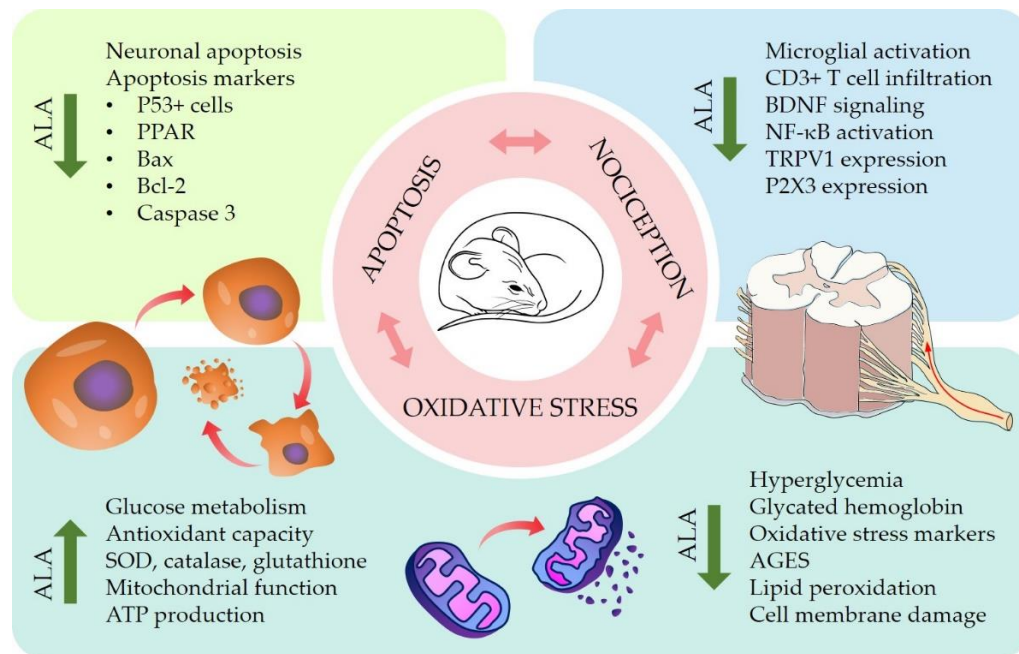 ALA
Neuronal apoptosis
Apoptosis markers
• P53+ cells
• PPAR
• Bax
• Bcl-2
• Caspase 3
ALA
Microglial activation
CD3+ T cell infiltration
BDNF signaling
NF-κB activation
TRPV1 expression
P2X3 expression
APOPTOSIS
NOCICEPTION
OXIDATIVE STRESS
ALA
Glucose metabolism
Antioxidant capacity
SOD, catalase, glutathione
Mitochondrial function
ATP production
ALA
Hyperglycemia
Glycated hemoglobin
Oxidative stress markers
AGES
Lipid peroxidation
Cell membrane damage